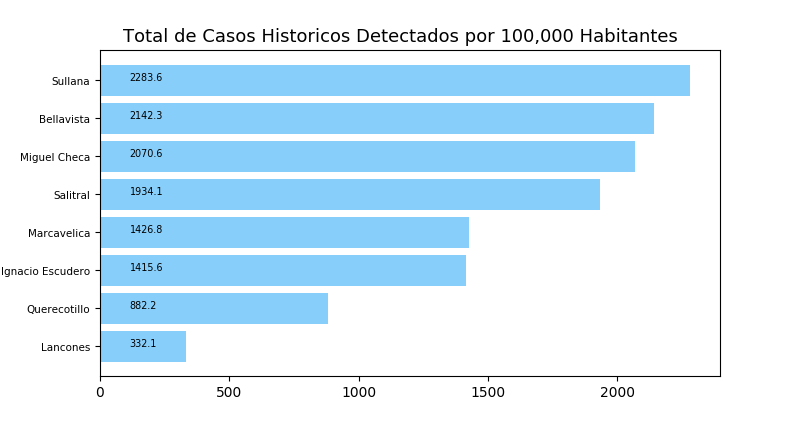 Total de Casos Historicos Detectados por 100,000 Habitantes
Sullana 2283.6
Bellavista 2142.3
Miguel Checa 2070.6
Salitral 1934.1
Marcavelica 1426.8
Ignacio Escudero 1415.6
Querecotillo 882.2
Lancones 332.1
0 500 1000 1500 2000